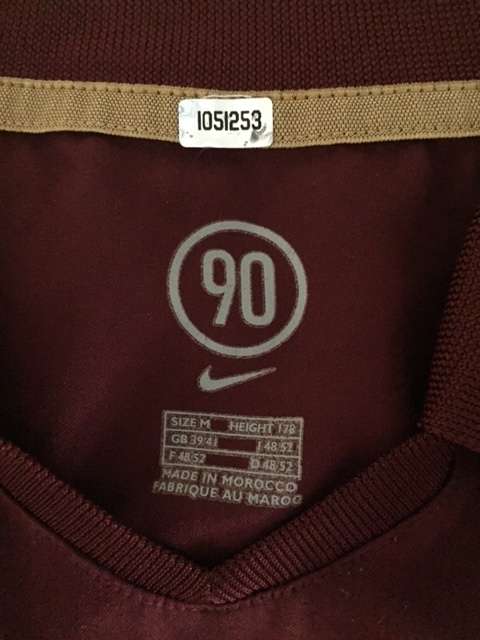 1051253
90
SIZE M HEIGHT 178
GB 39/41 I 48/52
F 48/52 D 48/52
MADE IN MOROCCO
FABRIQUE AU MAROC